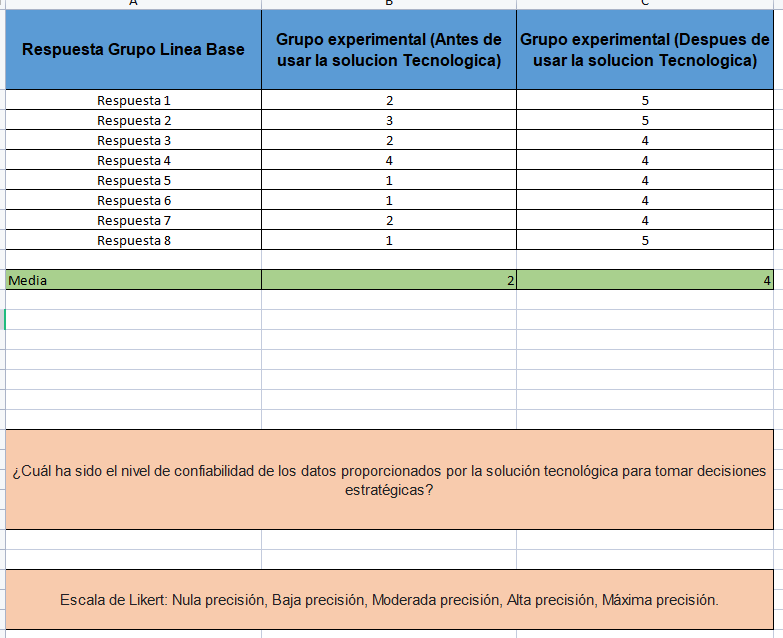 A B C
Respuesta Grupo Linea Base
Grupo experimental (Antes de
usar la solucion Tecnologica)
Grupo experimental (Despues de
usar la solucion Tecnologica)
Respuesta 1 2 5
Respuesta 2 3 5
Respuesta 3 2 4
Respuesta 4 4 4
Respuesta 5 1 4
Respuesta 6 1 4
Respuesta 7 2 4
Respuesta 8 1 5
Media 2 4
¿Cuál ha sido el nivel de confiabilidad de los datos proporcionados por la solución tecnológica para tomar decisiones
estratégicas?
Escala de Likert: Nula precisión, Baja precisión, Moderada precisión, Alta precisión, Máxima precisión.